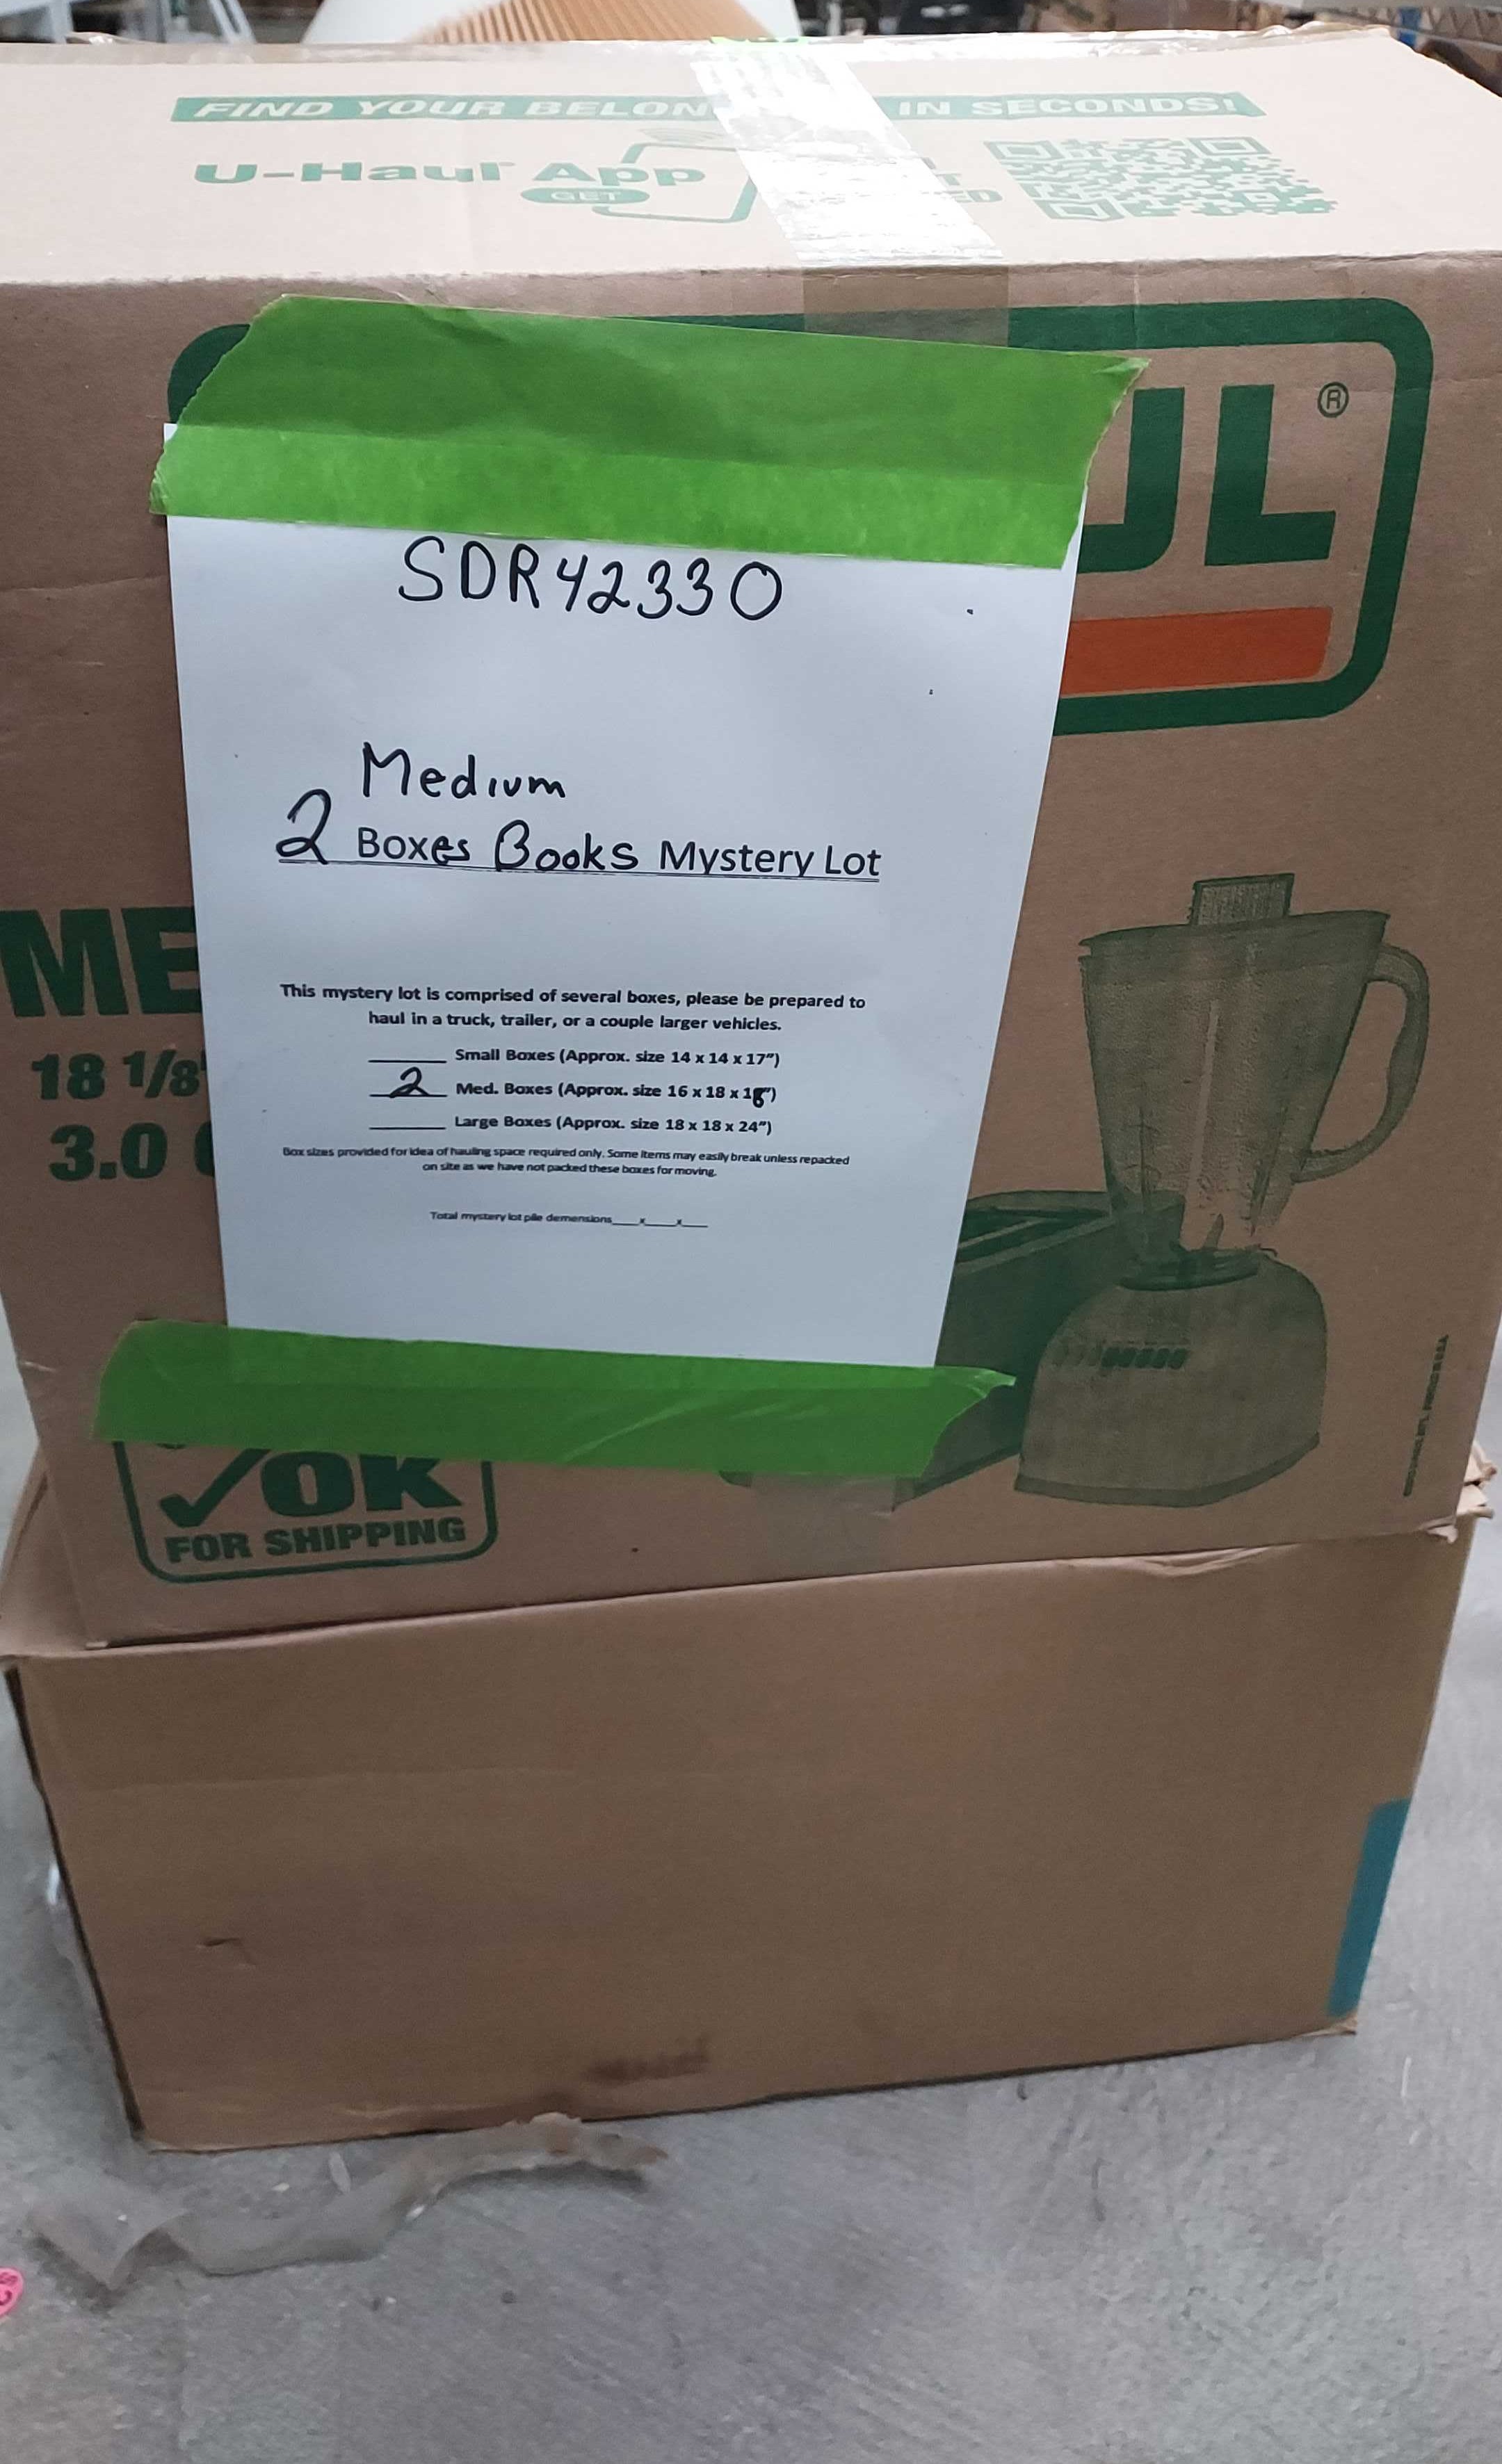 FIND YOUR BELON IN SECONDS!
U-Haul App
GET
UL®
SDR42330
Medium
2 Boxes Books Mystery Lot
This mystery lot is comprised of several boxes, please be prepared to
haul in a truck, trailer, or a couple larger vehicles.
______ Small Boxes (Approx. size 14 x 14 x 17”)
2 Med. Boxes (Approx. size 16 x 18 x 18”)
______ Large Boxes (Approx. size 18 x 18 x 24”)
Box sizes provided for idea of hauling space required only. Some items may easily break unless repacked
on site as we have not packed these boxes for moving.
Total mystery lot pile demensions____x____x____
ME
18 1/8"
3.0
OK
FOR SHIPPING